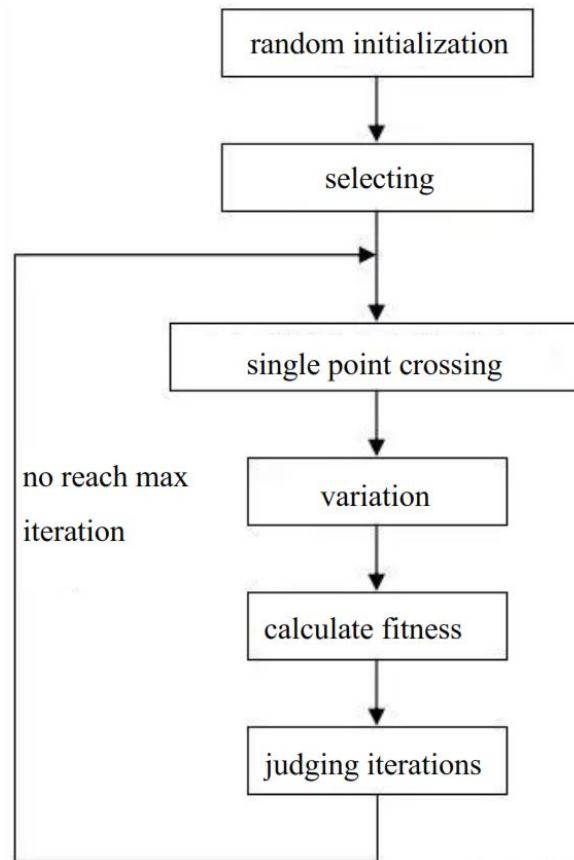 random initialization
selecting
single point crossing
no reach max
iteration
variation
calculate fitness
judging iterations